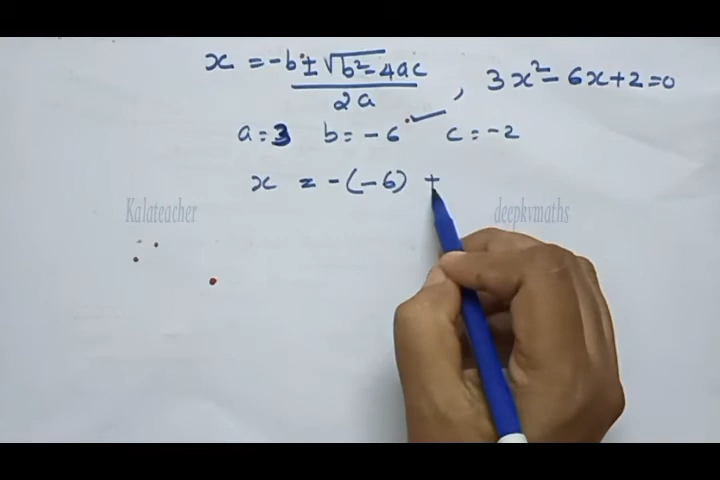 x = -b ± √b²-4ac / 2a , 3x² - 6x + 2 = 0
a = 3 b = -6 ✓ c = -2
x = -(-6) +
Kalateacher deepkvmaths